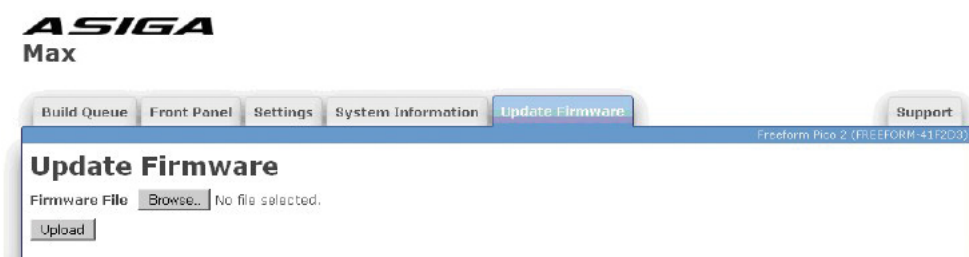 ASIGA
Max
Build Queue Front Panel Settings System Information Update Firmware Support
Freeform Pico 2 (FREEFORM-41F2D3)
Update Firmware
Firmware File Browse.. No file selected.
Upload